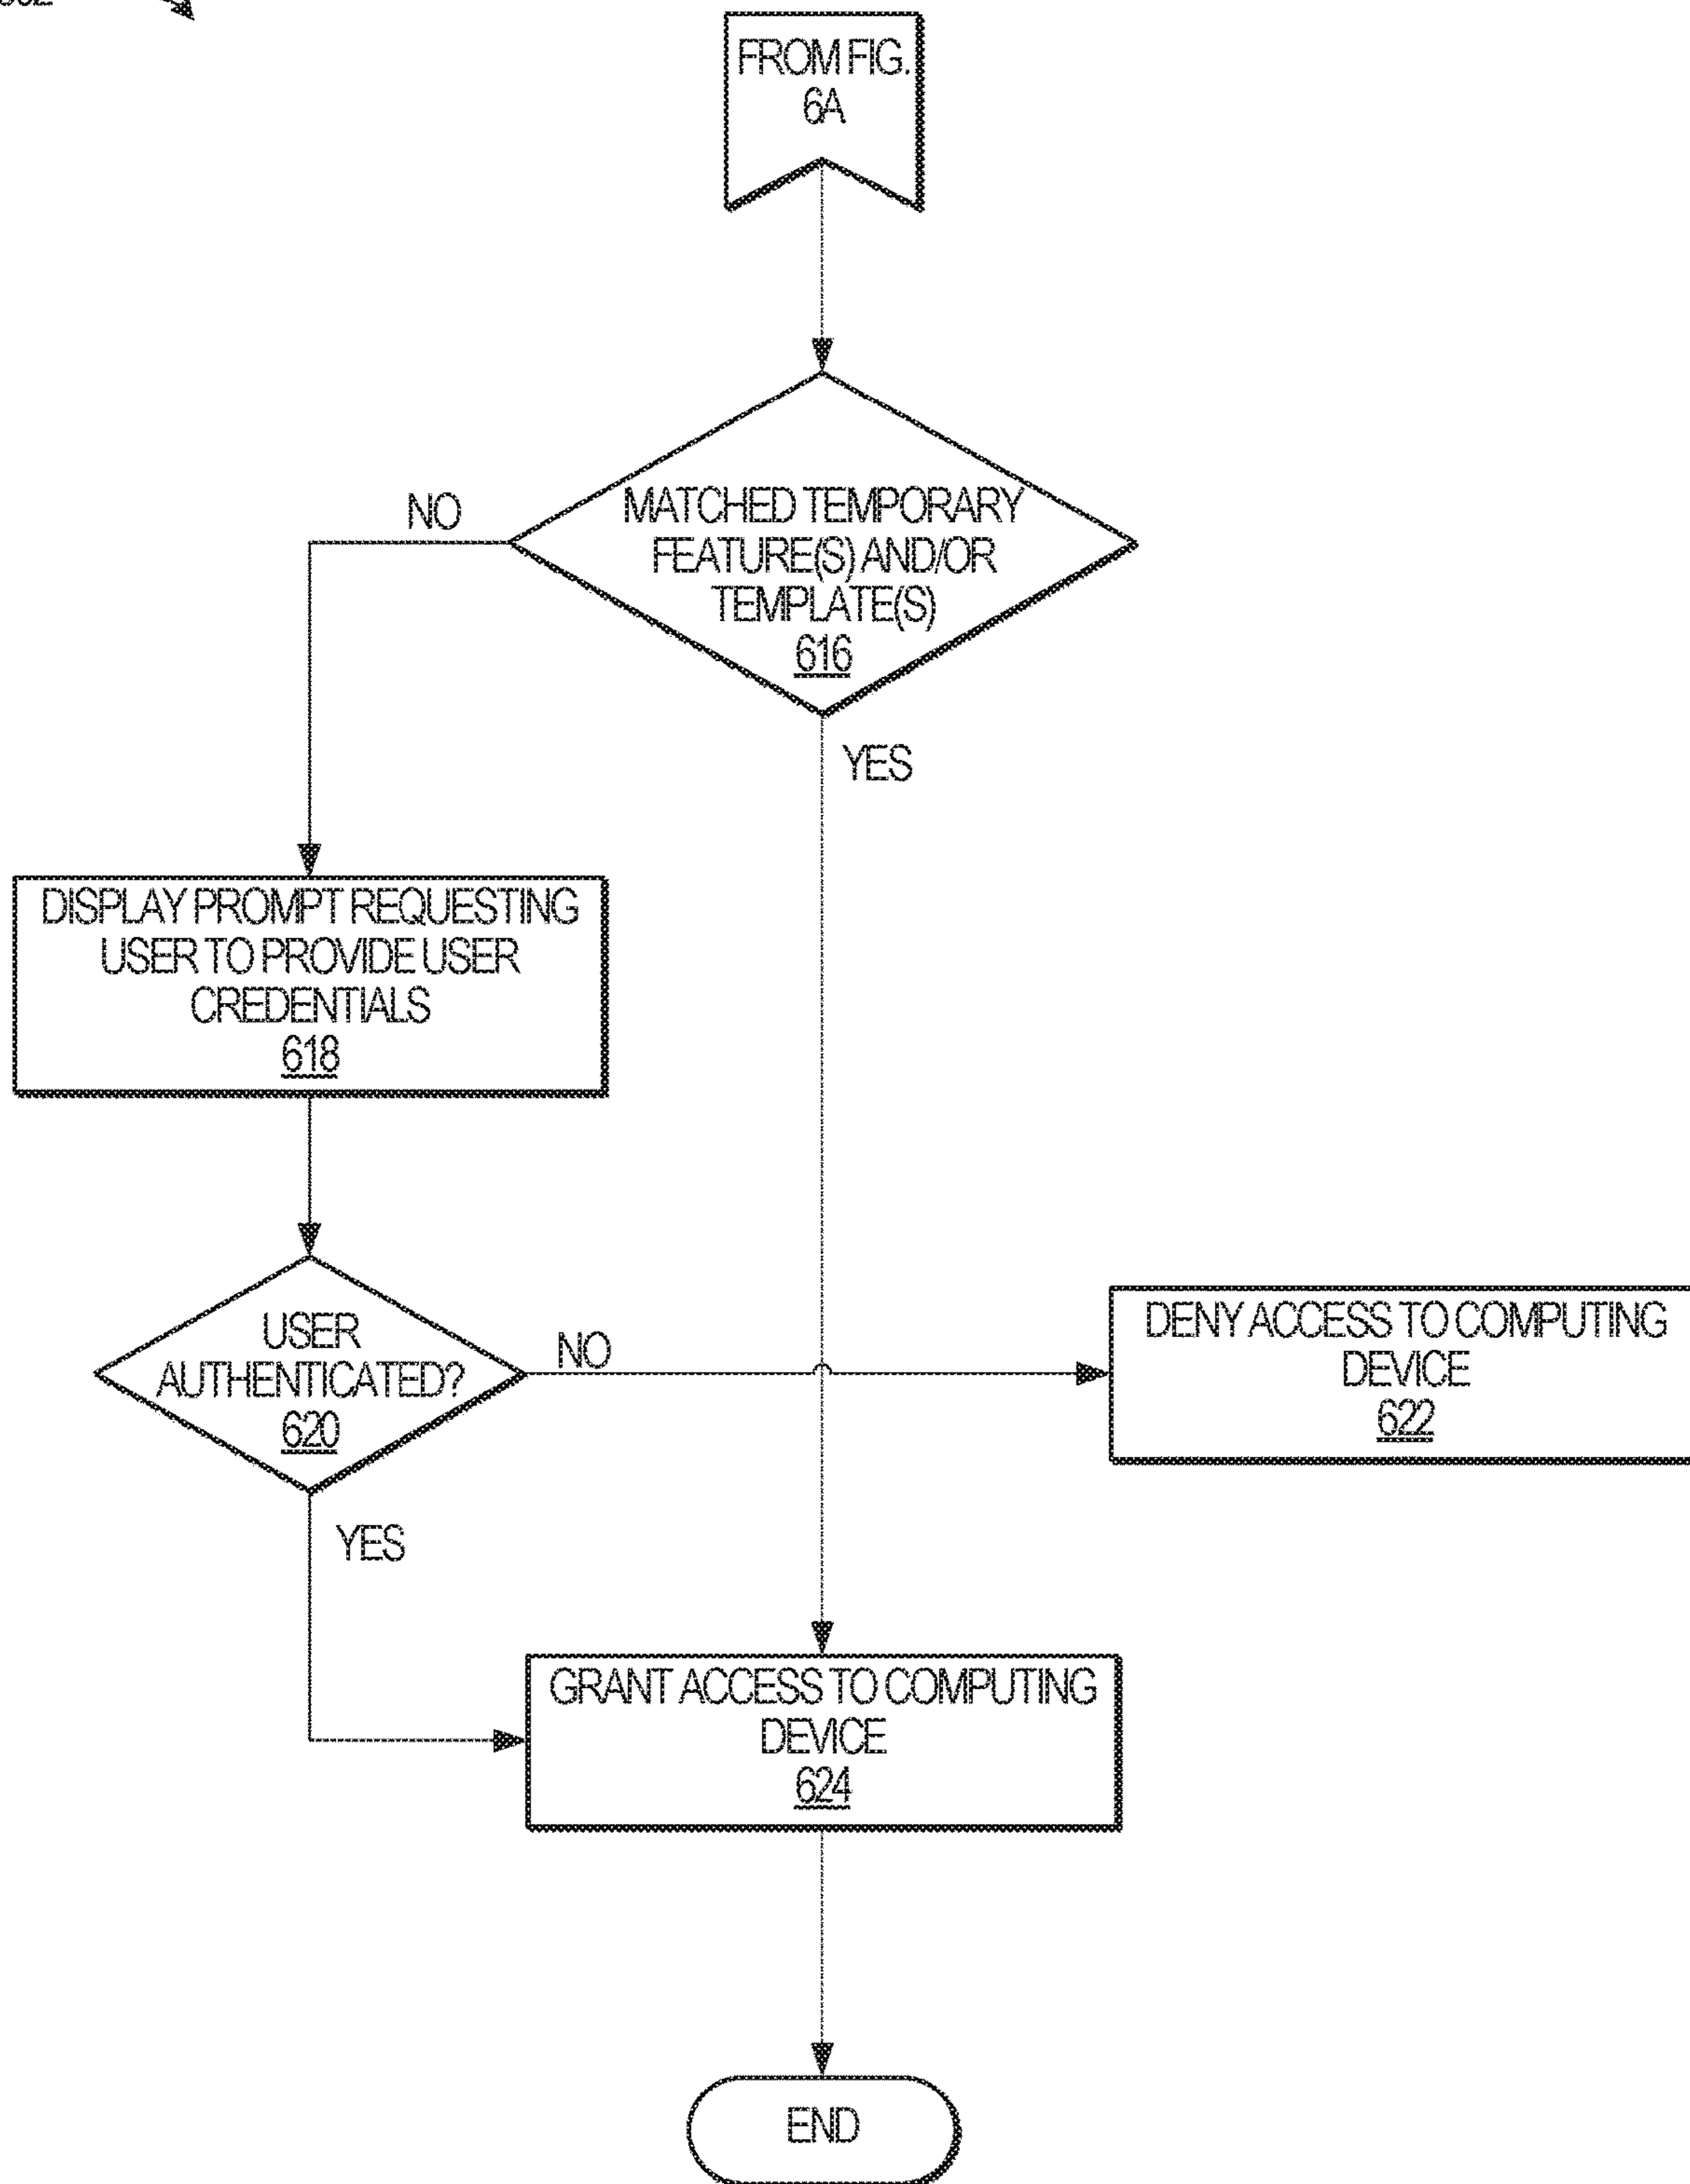 FROM FIG.
6A
NO
MATCHED TEMPORARY
FEATURE(S) AND/OR
TEMPLATE(S)
616
YES
DISPLAY PROMPT REQUESTING
USER TO PROVIDE USER
CREDENTIALS
618
USER
AUTHENTICATED?
620
NO
DENY ACCESS TO COMPUTING
DEVICE
622
YES
GRANT ACCESS TO COMPUTING
DEVICE
624
END